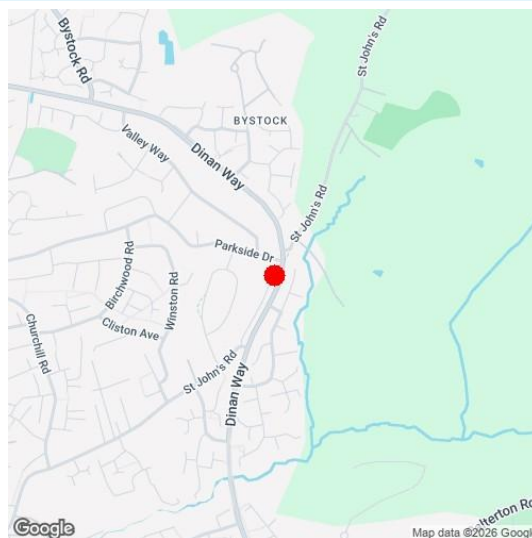 Bystock Rd
St John's Rd
BYSTOCK
Valley Way
Dinan Way
St John's Rd
Parkside Dr
Birchwood Rd
Winston Rd
Cliston Ave
Churchill Rd
St John's Rd
Dinan Way
Google
Map data ©2026 Google